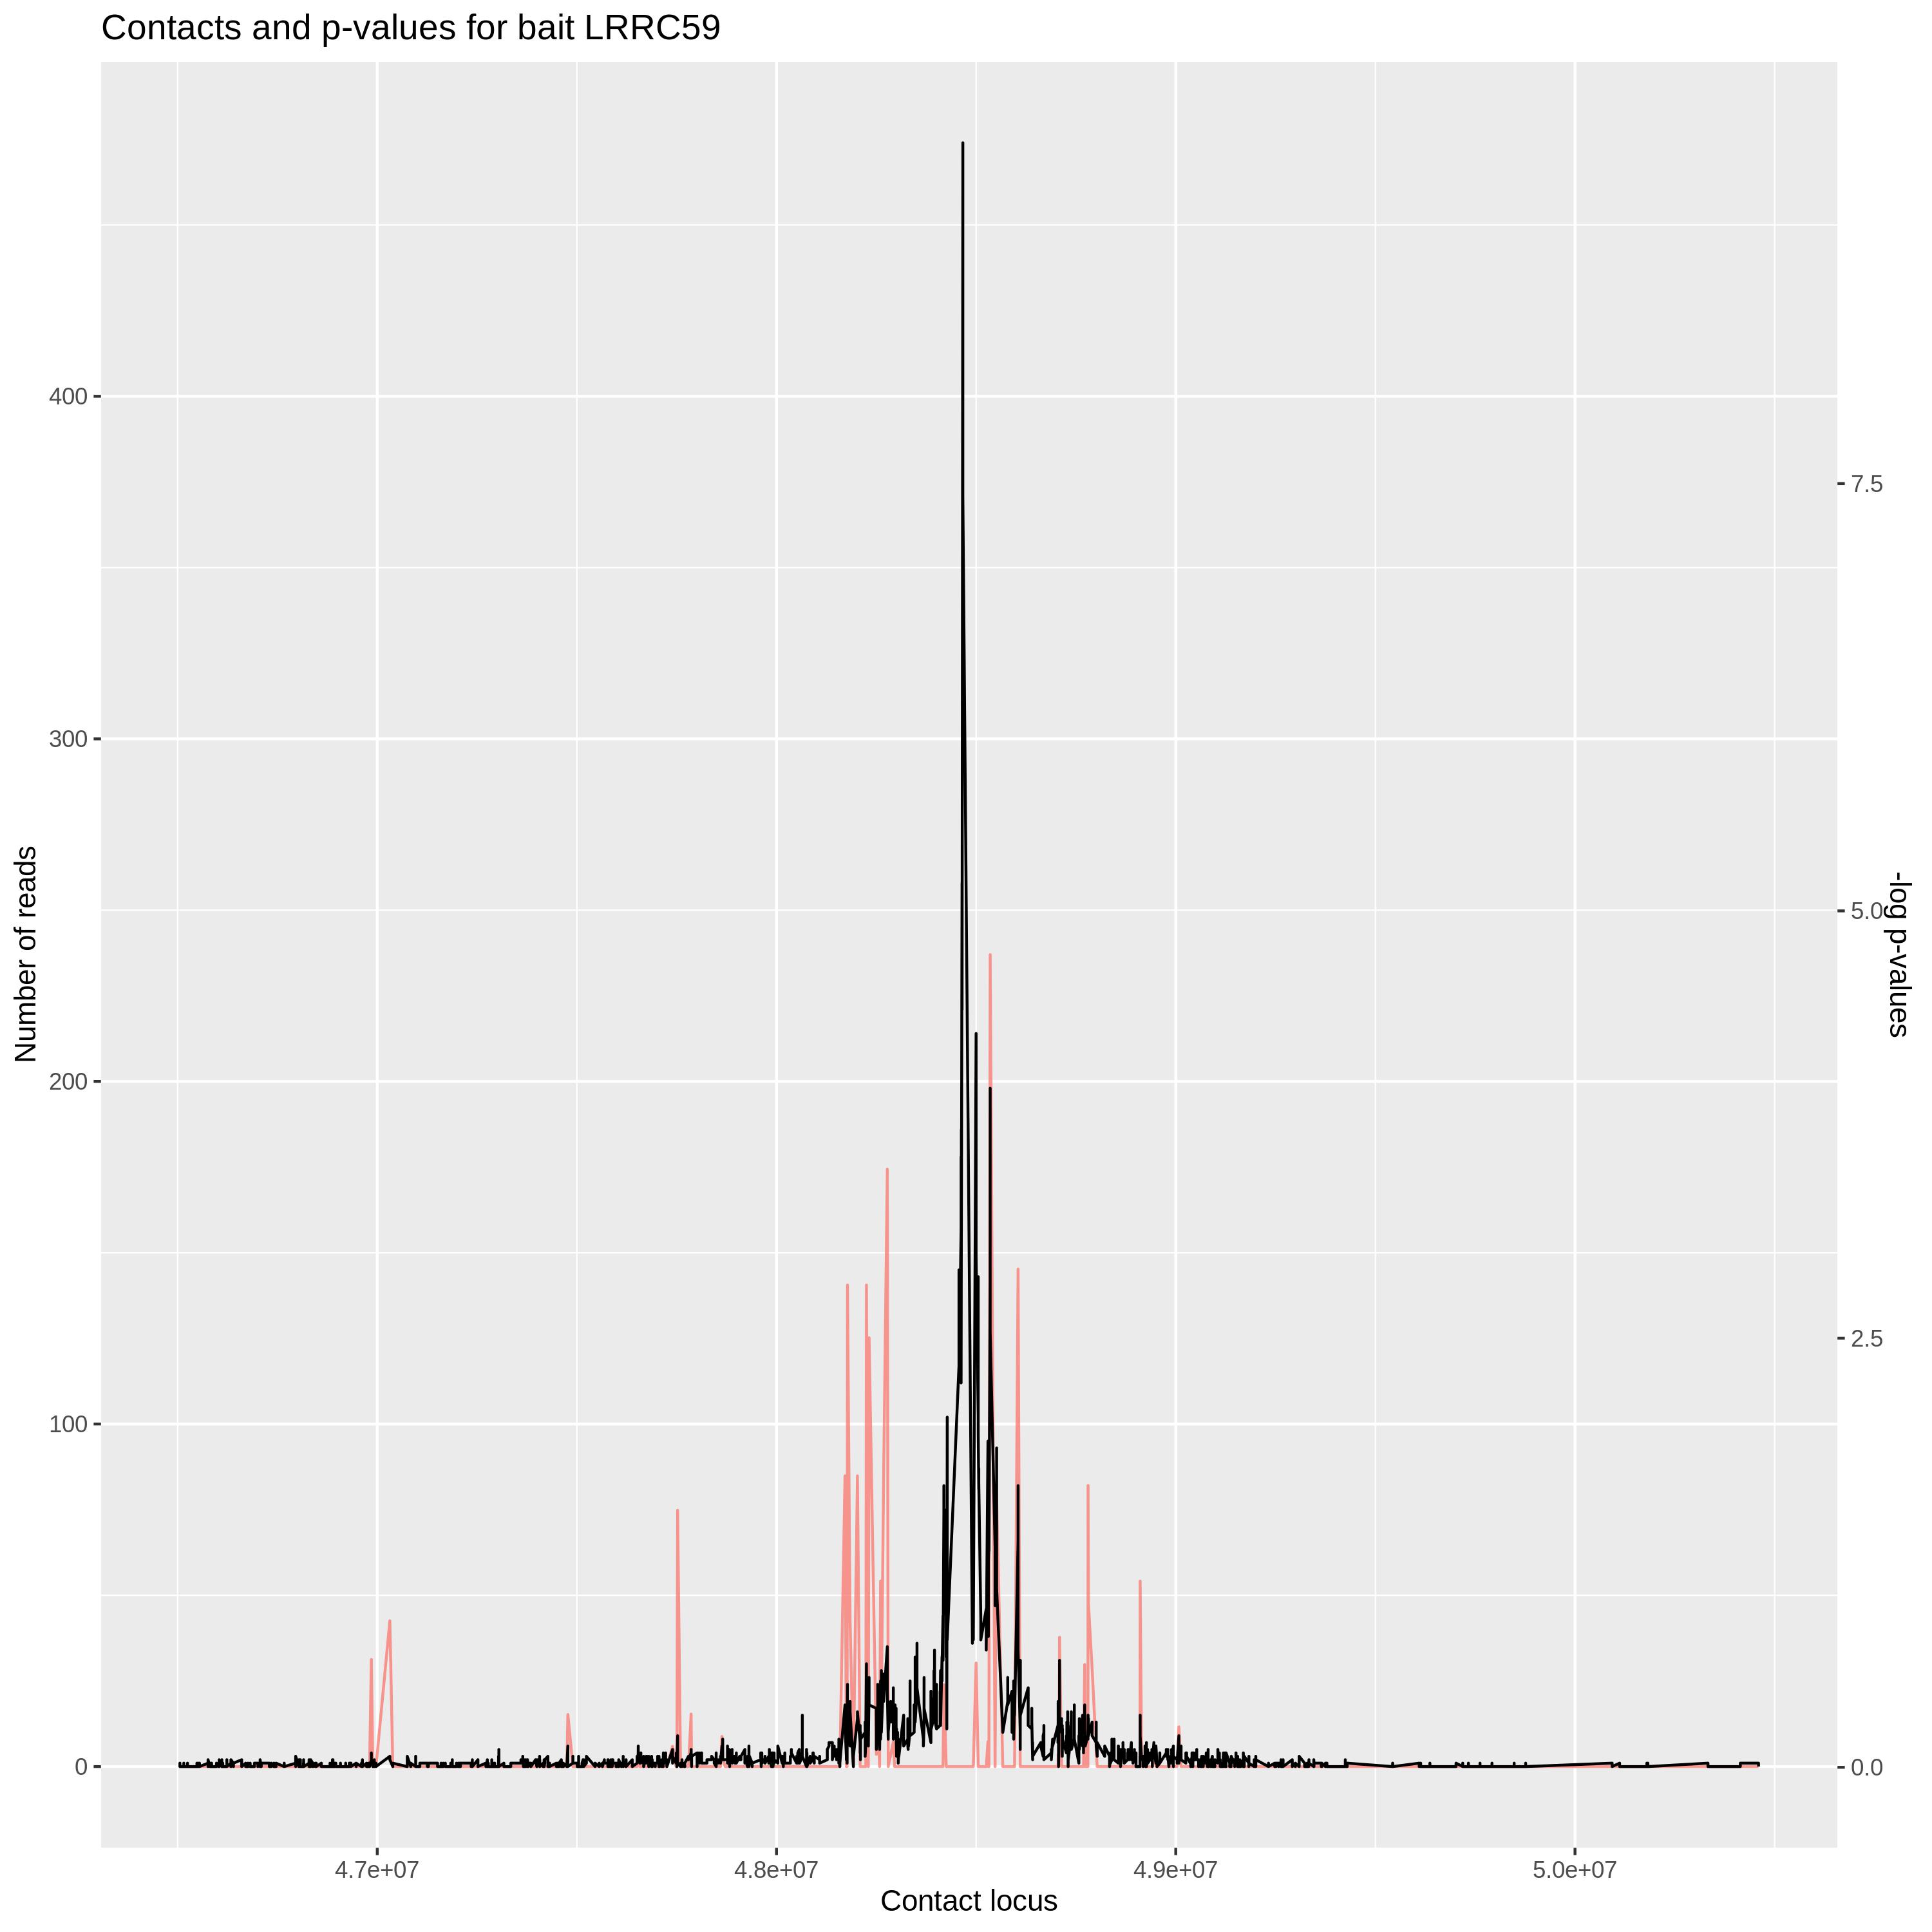 Contacts and p-values for bait LRRC59
Number of reads
400
300
200
100
0
7.5
5.0
2.5
0.0
-log p-values
4.7e+07 4.8e+07 4.9e+07 5.0e+07
Contact locus